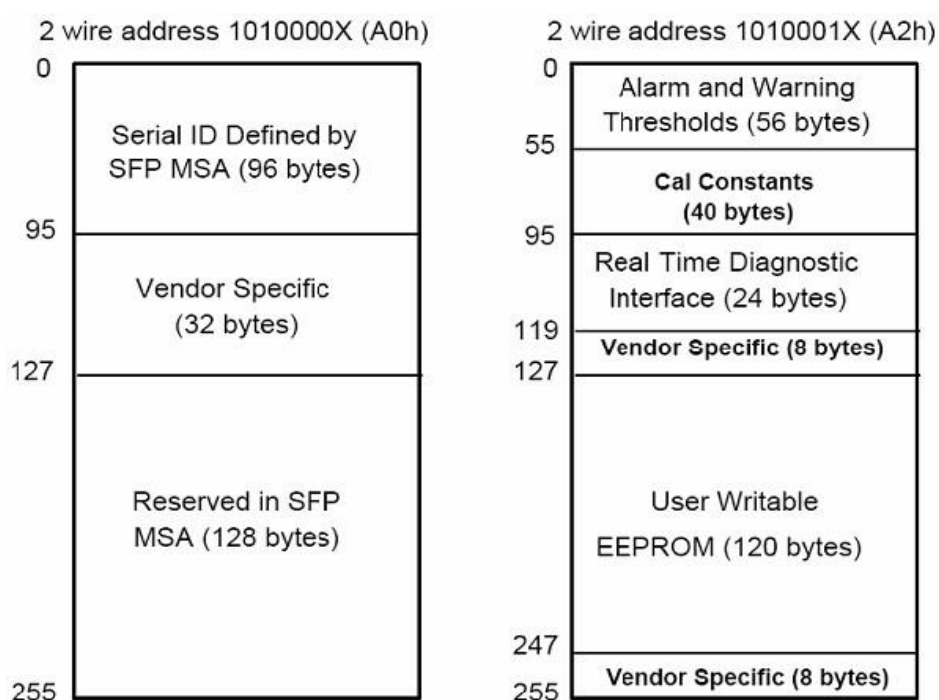 2 wire address 1010000X (A0h)
0
Serial ID Defined by
SFP MSA (96 bytes)
95
Vendor Specific
(32 bytes)
127
Reserved in SFP
MSA (128 bytes)
255
2 wire address 1010001X (A2h)
0
Alarm and Warning
Thresholds (56 bytes)
55
Cal Constants
(40 bytes)
95
Real Time Diagnostic
Interface (24 bytes)
119
Vendor Specific (8 bytes)
127
User Writable
EEPROM (120 bytes)
247
Vendor Specific (8 bytes)
255